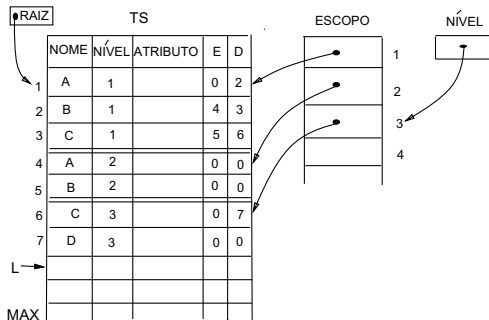 RAIZ TS ESCOPO NÍVEL
NOME NÍVEL ATRIBUTO E D
1 A 1 0 2 1
2 B 1 4 3 2
3 C 1 5 6 3
4 A 2 0 0 4
5 B 2 0 0
6 C 3 0 7
7 D 3 0 0
L
MAX